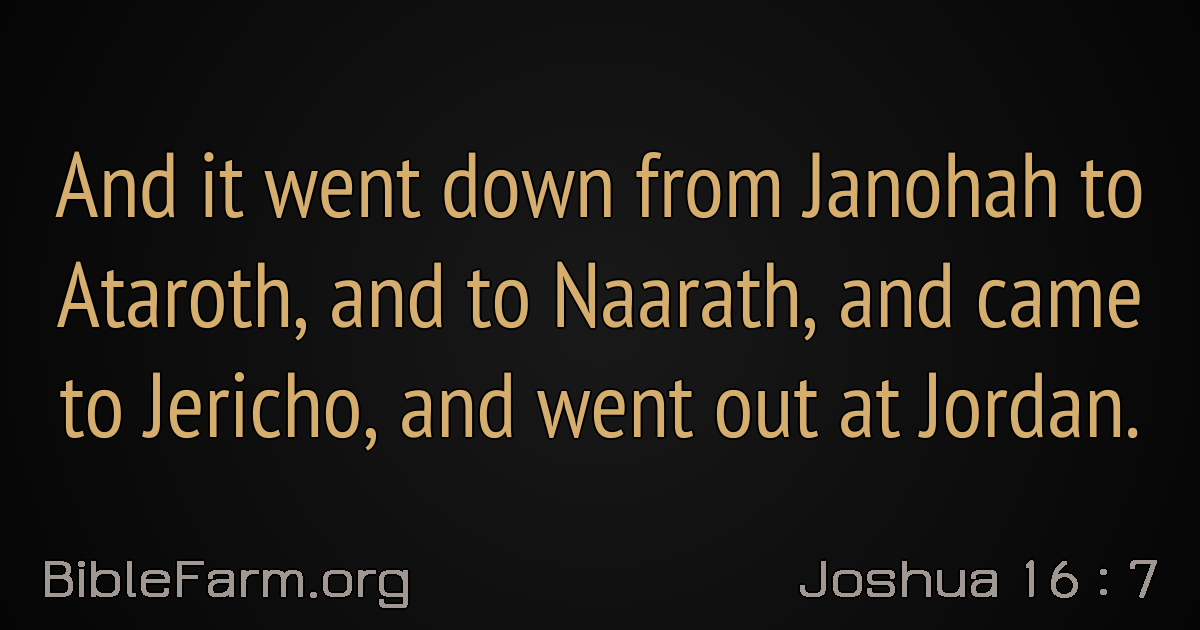 And it went down from Janohah to
Ataroth, and to Naarath, and came
to Jericho, and went out at Jordan.
BibleFarm.org
Joshua 16 : 7